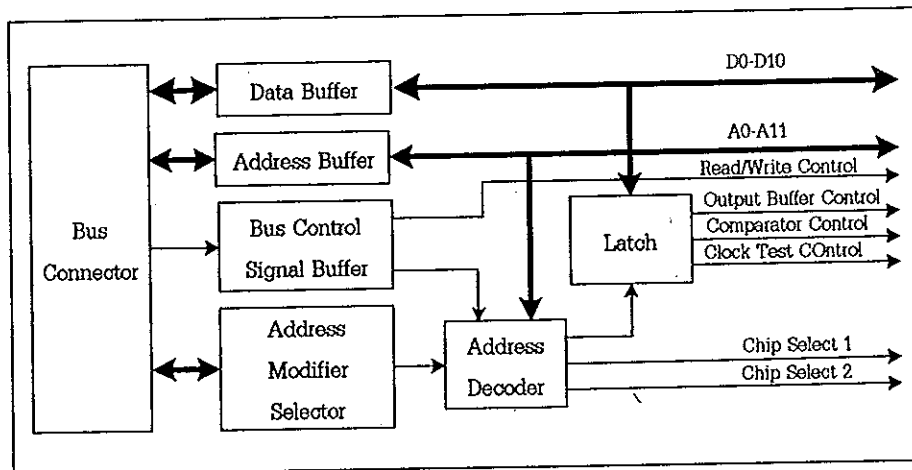 D0-D10
Data Buffer
A0-A11
Address Buffer
Read/Write Control
Output Buffer Control
Bus
Connector
Bus Control
Signal Buffer
Latch
Comparator Control
Clock Test COntrol
Address
Modifier
Selector
Address
Decoder
Chip Select 1
Chip Select 2